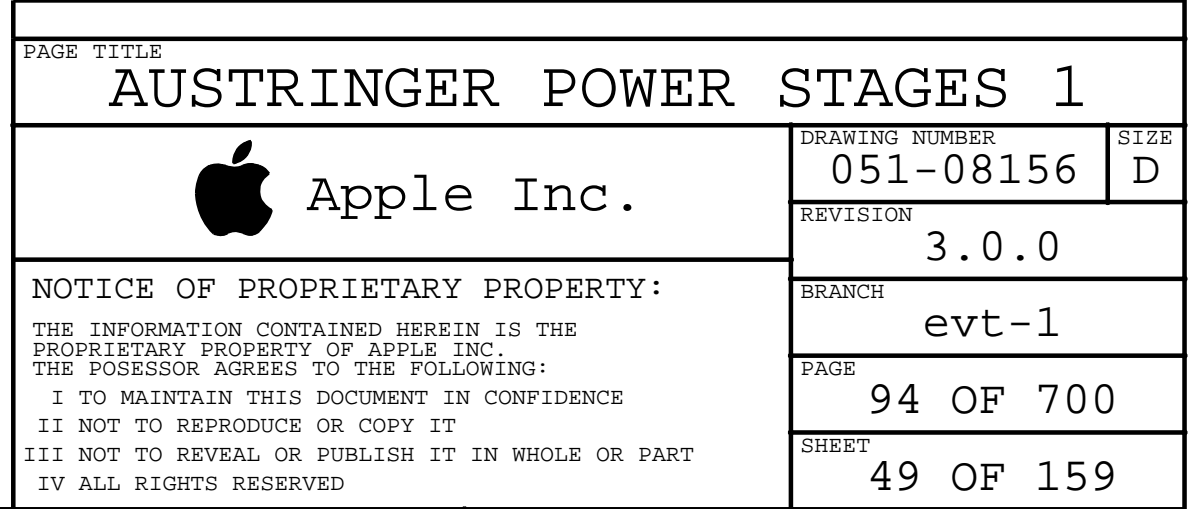 PAGE TITLE
AUSTRINGER POWER STAGES 1
Apple Inc.
DRAWING NUMBER
051-08156
SIZE
D
REVISION
3.0.0
BRANCH
evt-1
PAGE
94 OF 700
SHEET
49 OF 159
NOTICE OF PROPRIETARY PROPERTY:
THE INFORMATION CONTAINED HEREIN IS THE
PROPRIETARY PROPERTY OF APPLE INC.
THE POSESSOR AGREES TO THE FOLLOWING:
I TO MAINTAIN THIS DOCUMENT IN CONFIDENCE
II NOT TO REPRODUCE OR COPY IT
III NOT TO REVEAL OR PUBLISH IT IN WHOLE OR PART
IV ALL RIGHTS RESERVED